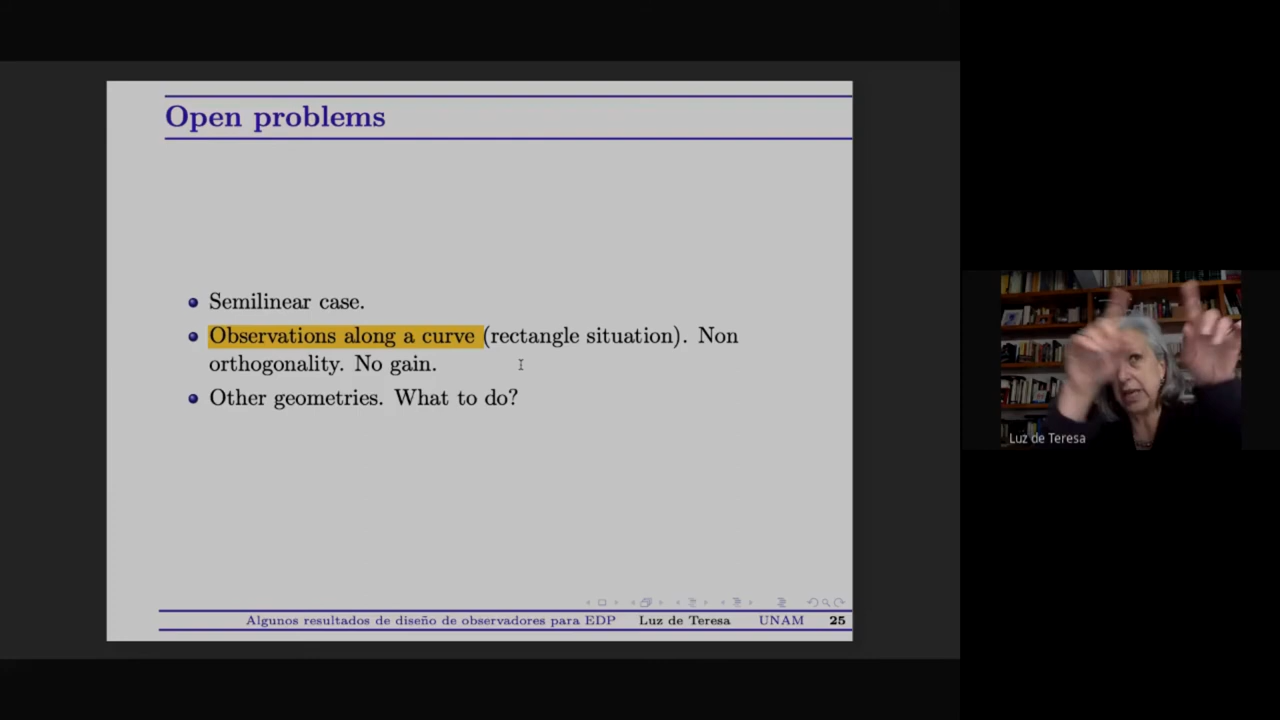 Open problems
Semilinear case.
Observations along a curve (rectangle situation). Non
orthogonality. No gain.
Other geometries. What to do?
Algunos resultados de diseño de observadores para EDP Luz de Teresa UNAM 25
Luz de Teresa